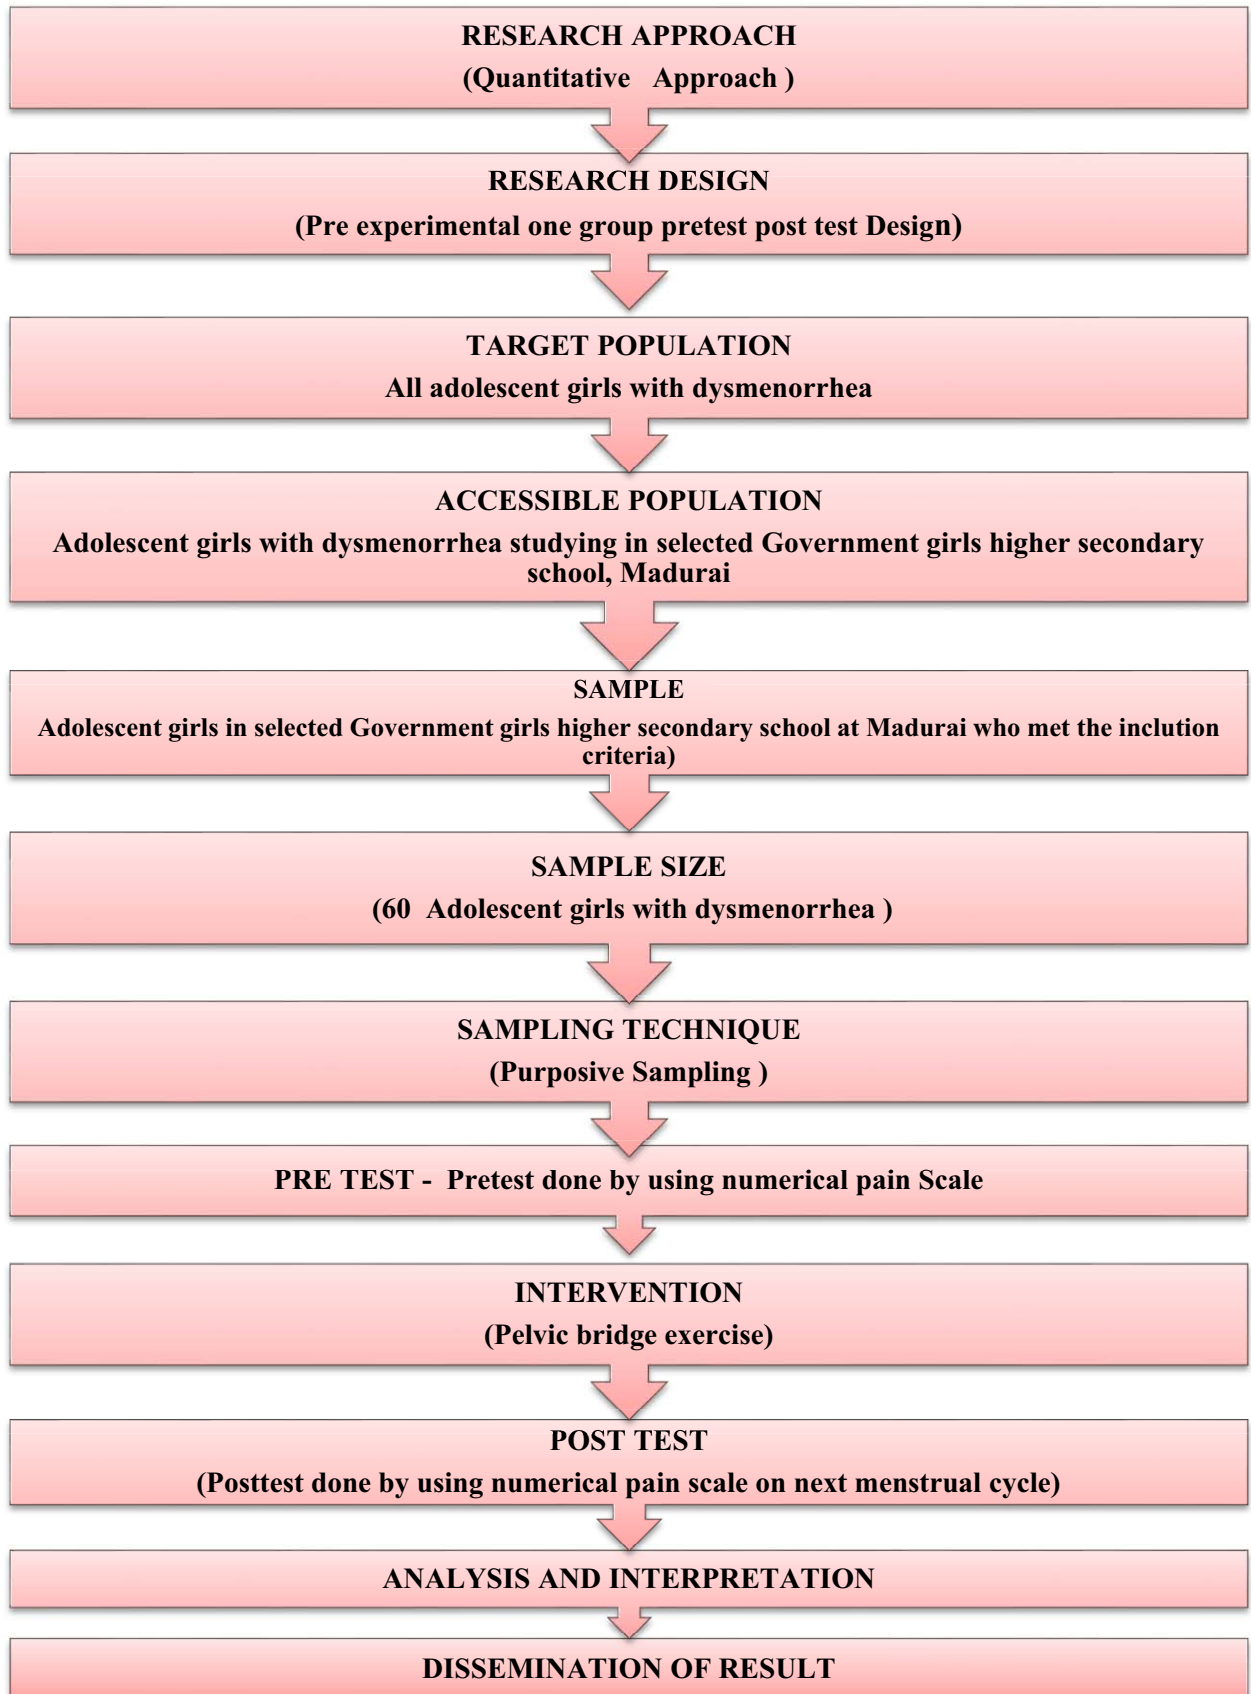 RESEARCH APPROACH
(Quantitative Approach )
RESEARCH DESIGN
(Pre experimental one group pretest post test Design)
TARGET POPULATION
All adolescent girls with dysmenorrhea
ACCESSIBLE POPULATION
Adolescent girls with dysmenorrhea studying in selected Government girls higher secondary
school, Madurai
SAMPLE
Adolescent girls in selected Government girls higher secondary school at Madurai who met the inclution
criteria)
SAMPLE SIZE
(60 Adolescent girls with dysmenorrhea )
SAMPLING TECHNIQUE
(Purposive Sampling )
PRE TEST - Pretest done by using numerical pain Scale
INTERVENTION
(Pelvic bridge exercise)
POST TEST
(Posttest done by using numerical pain scale on next menstrual cycle)
ANALYSIS AND INTERPRETATION
DISSEMINATION OF RESULT